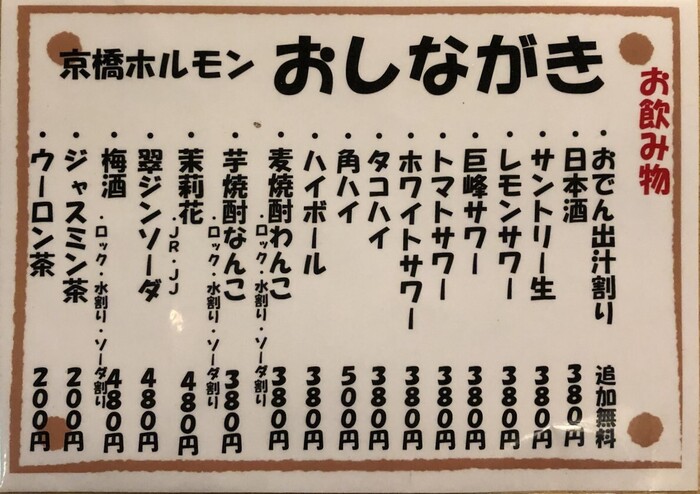 京橋ホルモン おしながき
お飲み物
・おでん出汁割り 追加無料
・日本酒 380円
・サントリー生 380円
・レモンサワー 380円
・巨峰サワー 380円
・トマトサワー 380円
・ホワイトサワー 380円
・タコハイ 380円
・角ハイ 500円
・ハイボール 380円
・麦焼酎わんこ 380円
・ロック・水割り・ソーダ割り
・芋焼酎なんこ 380円
・ロック・水割り・ソーダ割り
・茉莉花 480円
・JR・JJ
・翠ジンソーダ 480円
・梅酒 480円
・ロック・水割り・ソーダ割り
・ジャスミン茶 200円
・ウーロン茶 200円